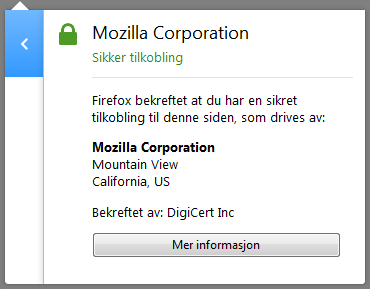 Mozilla Corporation
Sikker tilkobling
Firefox bekreftet at du har en sikret
tilkobling til denne siden, som drives av:
Mozilla Corporation
Mountain View
California, US
Bekreftet av: DigiCert Inc
Mer informasjon